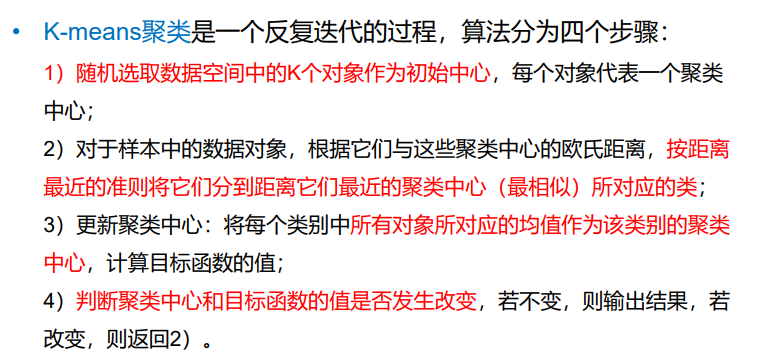 • K-means聚类是一个反复迭代的过程，算法分为四个步骤：
1）随机选取数据空间中的K个对象作为初始中心，每个对象代表一个聚类
中心；
2）对于样本中的数据对象，根据它们与这些聚类中心的欧氏距离，按距离
最近的准则将它们分到距离它们最近的聚类中心（最相似）所对应的类；
3）更新聚类中心：将每个类别中所有对象所对应的均值作为该类别的聚类
中心，计算目标函数的值；
4）判断聚类中心和目标函数的值是否发生改变，若不变，则输出结果，若
改变，则返回2）。